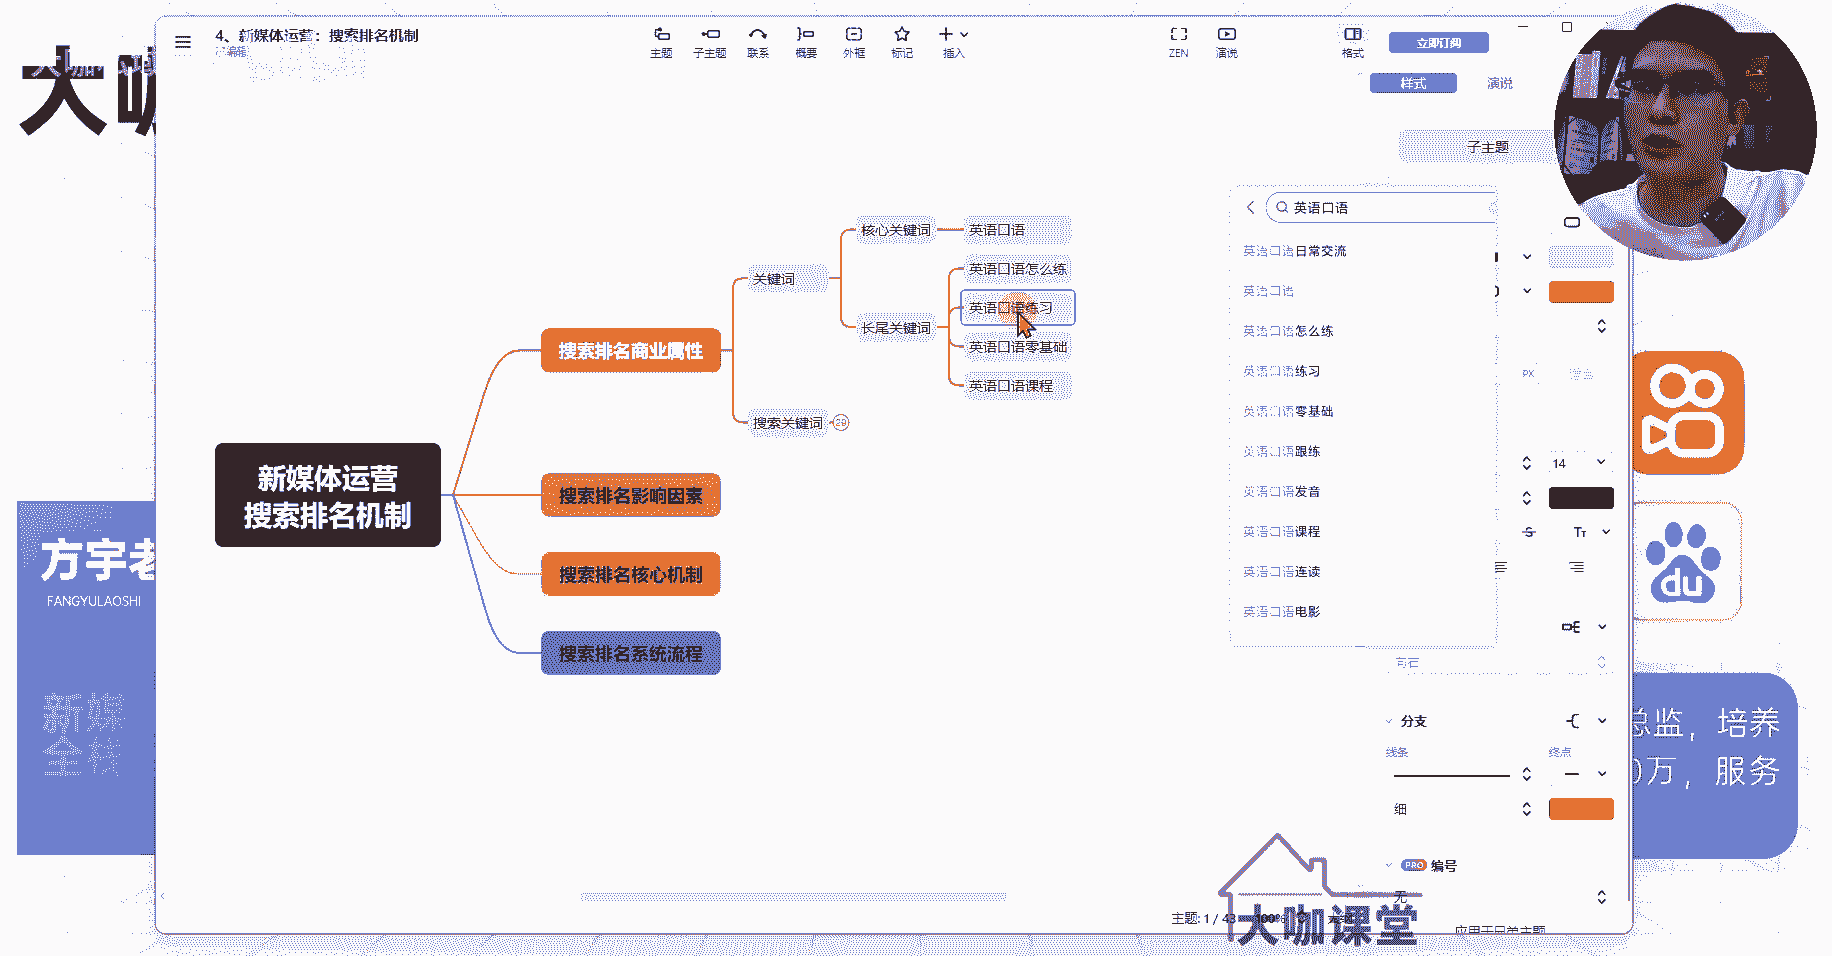 大咖
4、新媒体运营：搜索排名机制
已编辑
主题
子主题
联系
概要
外框
标记
插入
ZEN
演说
格式
立即订阅
样式
演说
子主题
新媒体运营
搜索排名机制
搜索排名商业属性
搜索排名影响因素
搜索排名核心机制
搜索排名系统流程
关键词
搜索关键词
29
核心关键词
长尾关键词
英语口语
英语口语怎么练
英语口语练习
英语口语零基础
英语口语课程
英语口语
英语口语日常交流
英语口语
英语口语怎么练
英语口语练习
英语口语零基础
英语口语跟练
英语口语发音
英语口语课程
英语口语连读
英语口语电影
PX
14
分支
线条
终点
细
PRO 编号
无
主题: 1 / 43
100%
大咖课堂
方宇老
FANGYULAOSHI
新媒
全栈
du
总监，培养
0万，服务